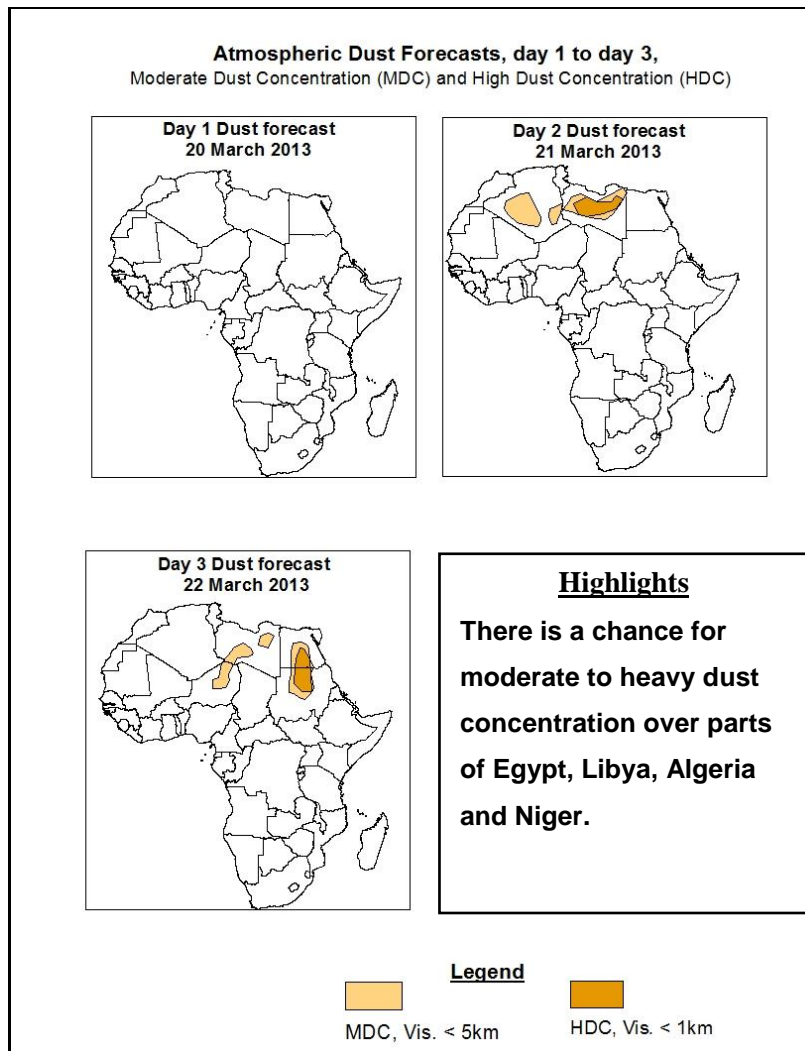 Atmospheric Dust Forecasts, day 1 to day 3,
Moderate Dust Concentration (MDC) and High Dust Concentration (HDC)
Day 1 Dust forecast
20 March 2013
Day 2 Dust forecast
21 March 2013
Day 3 Dust forecast
22 March 2013
Highlights
There is a chance for
moderate to heavy dust
concentration over parts
of Egypt, Libya, Algeria
and Niger.
Legend
MDC, Vis. < 5km
HDC, Vis. < 1km